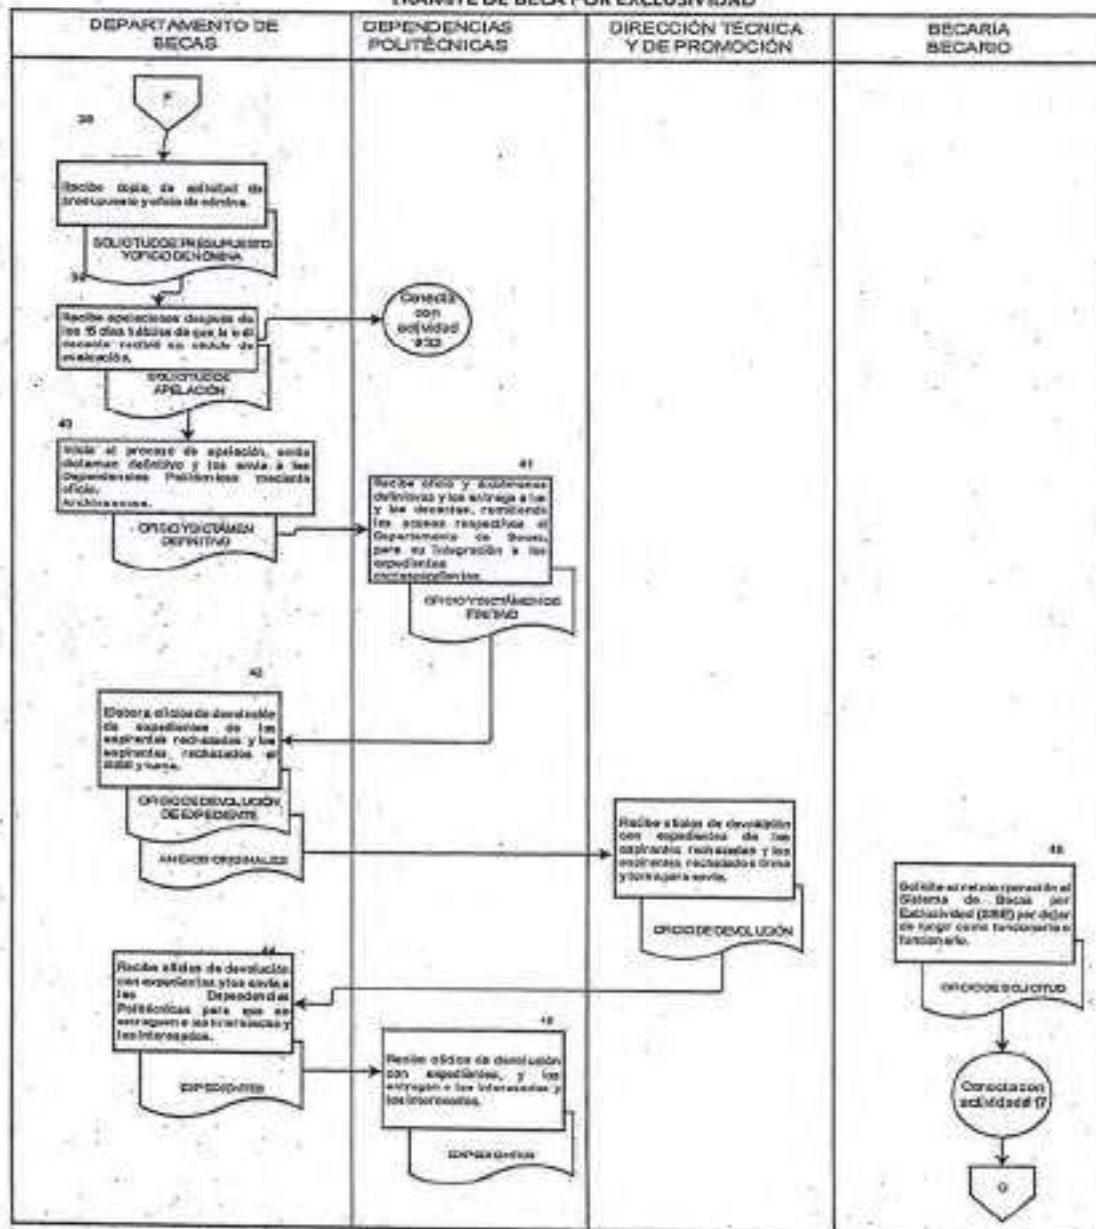 TRÁMITE DE BECA POR EXCLUSIVIDAD
DEPARTAMENTO DE
BECAS
DEPENDENCIAS
POLITÉCNICAS
DIRECCIÓN TÉCNICA
Y DE PROMOCIÓN
BECARIA
BECARIO
F
38
Recibe copia de solicitud de
presupuesto y oficio de nómina.
SOLICITUD DE PRESUPUESTO
Y OFICIO DE NÓMINA
39
Recibe apelaciones después de
los 15 días hábiles de que la o el
docente recibió su cédula de
evaluación.
SOLICITUD DE
APELACIÓN
Conecta
con
actividad
#33
40
Inicia el proceso de apelación, emite
dictamen definitivo y los envía a las
Dependencias Politécnicas mediante
oficio.
OFICIO Y DICTÁMEN
DEFINITIVO
41
Recibe oficio y dictámenes
definitivos y los entrega a las
y los docentes, remitiendo
los acuses respectivos al
Departamento de Becas,
para su integración a los
expedientes
correspondientes
OFICIO Y DICTÁMEN DE
FINITIVO
42
Elabora oficios de devolución
de expedientes de las
aspirantes rechazadas y los
aspirantes rechazados al
SIBE y turna.
OFICIO DE DEVOLUCIÓN
DE EXPEDIENTE
ANEXOS ORIGINALES
Recibe oficios de devolución
con expedientes de las
aspirantes rechazadas y los
aspirantes rechazados firma
y turna para envío.
OFICIO DE DEVOLUCIÓN
44
Recibe oficios de devolución
con expedientes y los envía a
las Dependencias
Politécnicas para que se
entreguen a las interesadas y
los interesados.
EXPEDIENTES
45
Recibe oficios de devolución
con expedientes, y los
entregan a las interesadas y
los interesados.
EXPEDIENTES
46
Solicita su reincorporación al
Sistema de Becas por
Exclusividad (SIBE) por dejar
de fungir como funcionaria o
funcionario.
OFICIO DE SOLICITUD
Conecta con
actividad #17
G